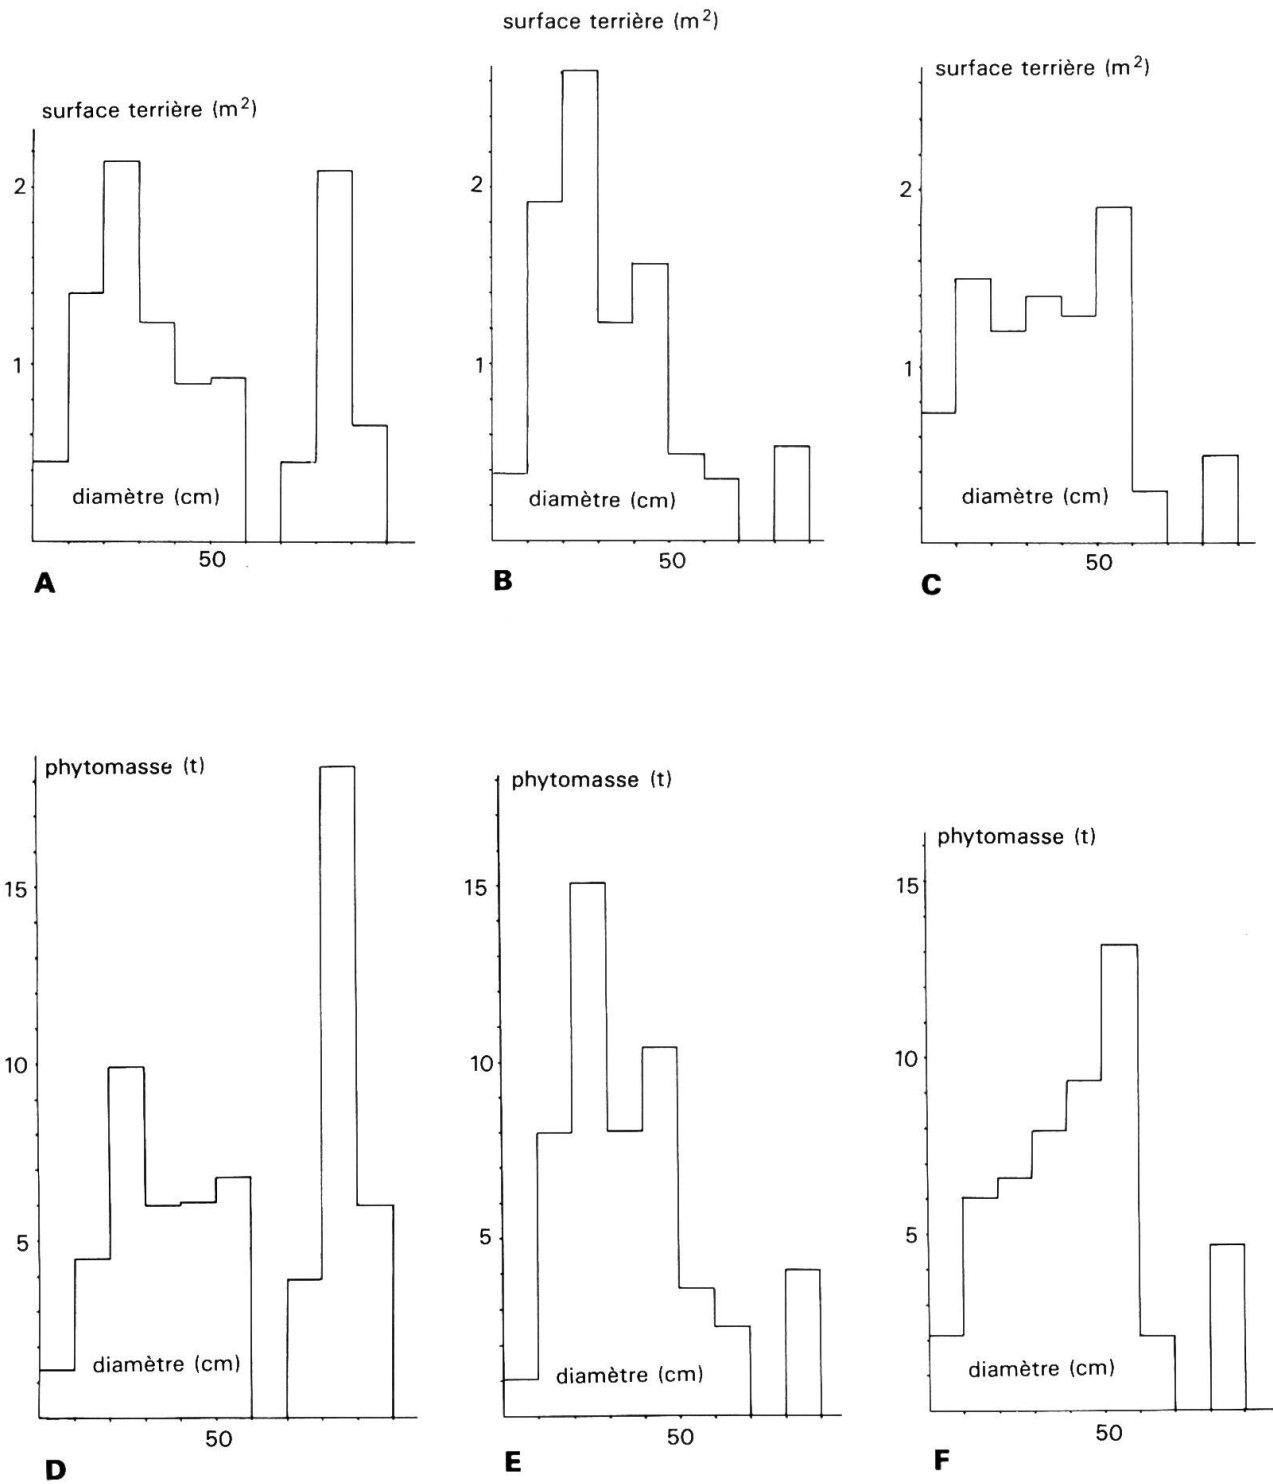 surface terrière (m²)
2
1
diamètre (cm)
50
A
surface terrière (m²)
2
1
diamètre (cm)
50
B
surface terrière (m²)
2
1
diamètre (cm)
50
C
phytomasse (t)
15
10
5
diamètre (cm)
50
D
phytomasse (t)
15
10
5
diamètre (cm)
50
E
phytomasse (t)
15
10
5
diamètre (cm)
50
F